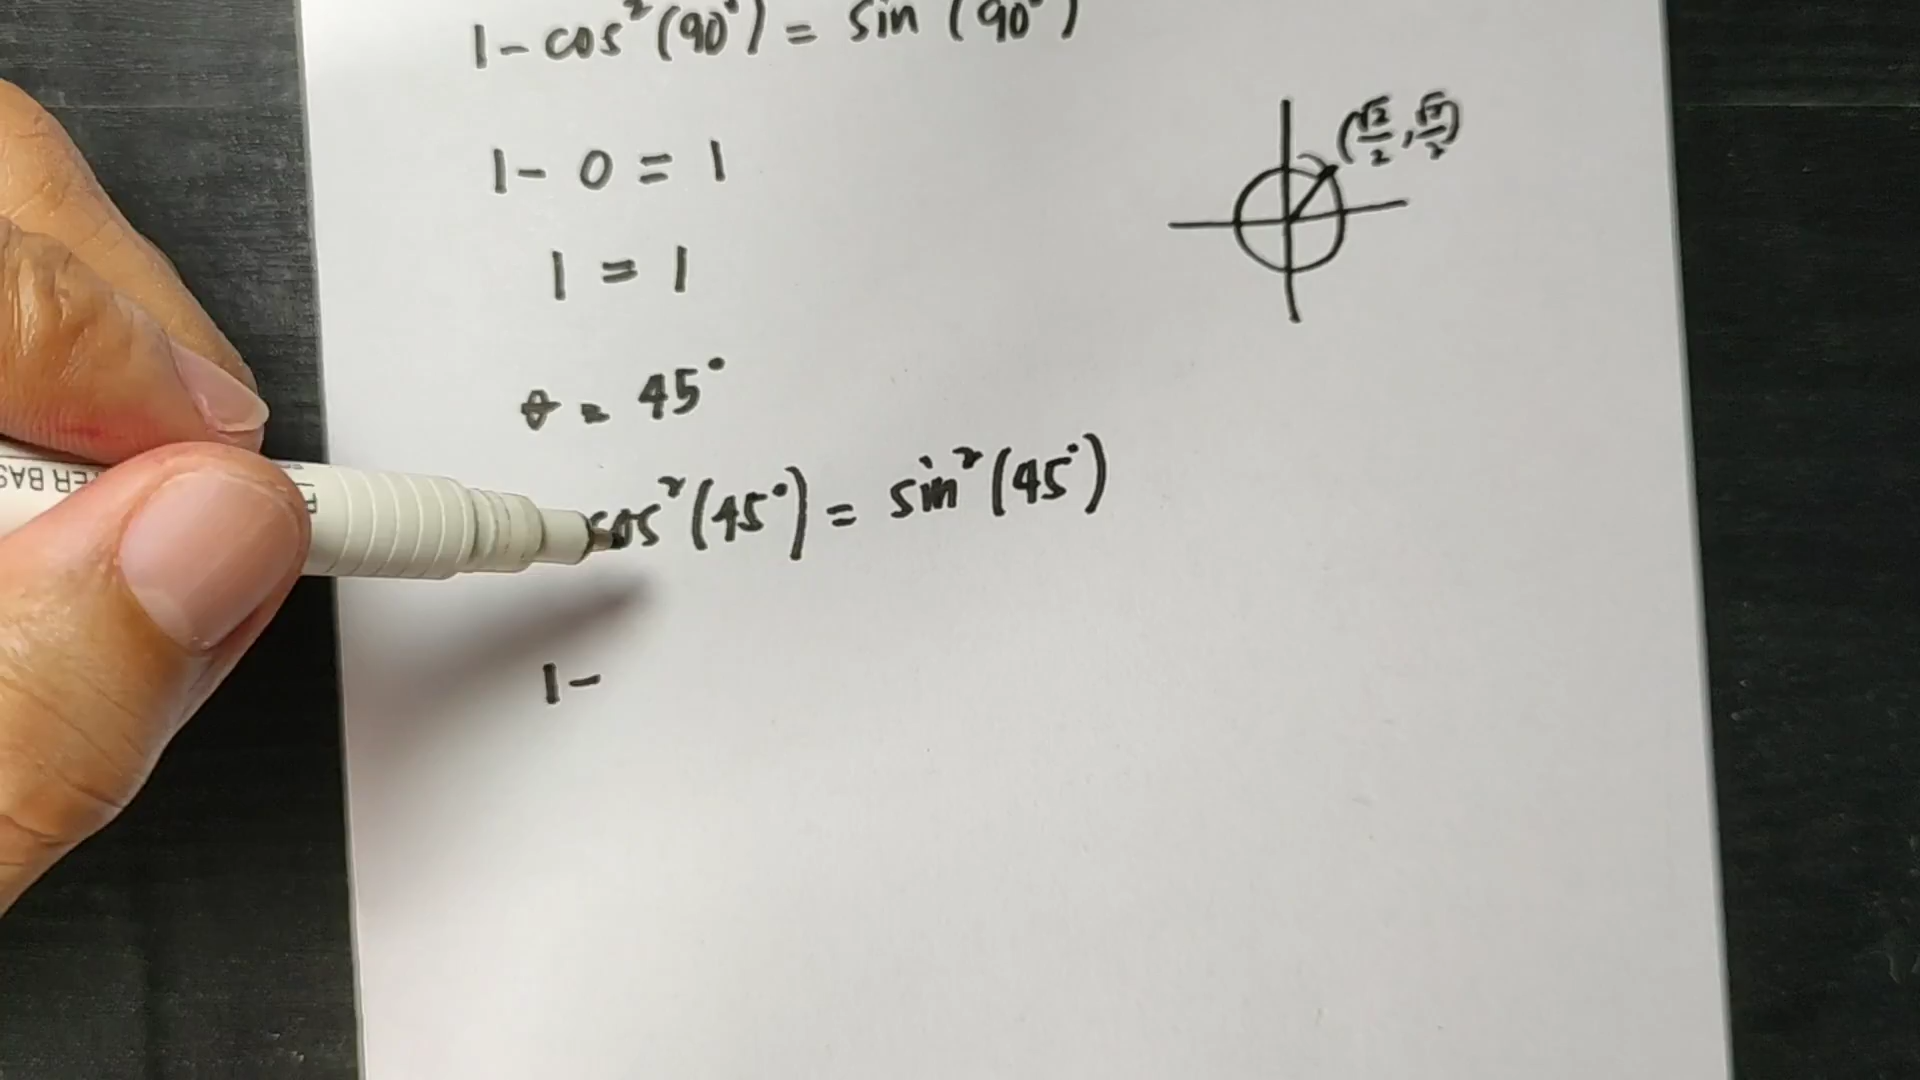 1 - cos²(90°) = sin (90°)
1 - 0 = 1
1 = 1
(√2/2, √2/2)
θ = 45°
cos²(45°) = sin²(45°)
1 -